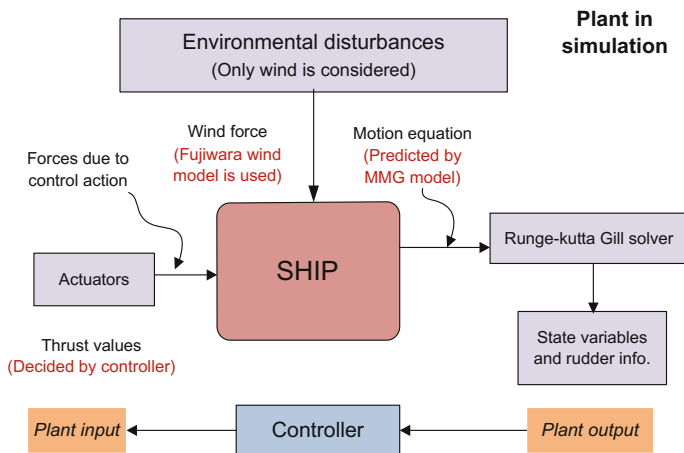 Plant in
simulation
Environmental disturbances
(Only wind is considered)
Wind force
(Fujiwara wind
model is used)
Motion equation
(Predicted by
MMG model)
Forces due to
control action
Actuators
SHIP
Runge-kutta Gill solver
State variables
and rudder info.
Thrust values
(Decided by controller)
Plant input
Controller
Plant output